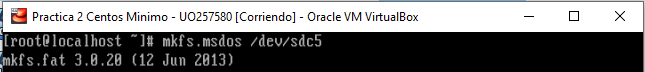 Practica 2 Centos Minimo - UO257580 [Corriendo] - Oracle VM VirtualBox
[root@localhost ~]# mkfs.msdos /dev/sdc5
mkfs.fat 3.0.20 (12 Jun 2013)